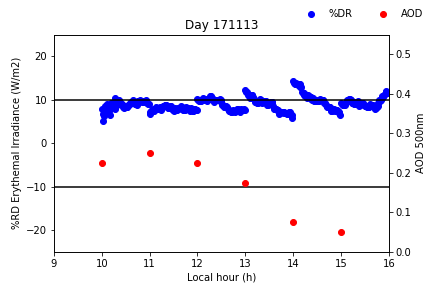 %DR AOD
Day 171113
20
10
0
−10
−20
%RD Erythermal Irradiance (W/m2)
0.5
0.4
0.3
0.2
0.1
0.0
AOD 500nm
9 10 11 12 13 14 15 16
Local hour (h)